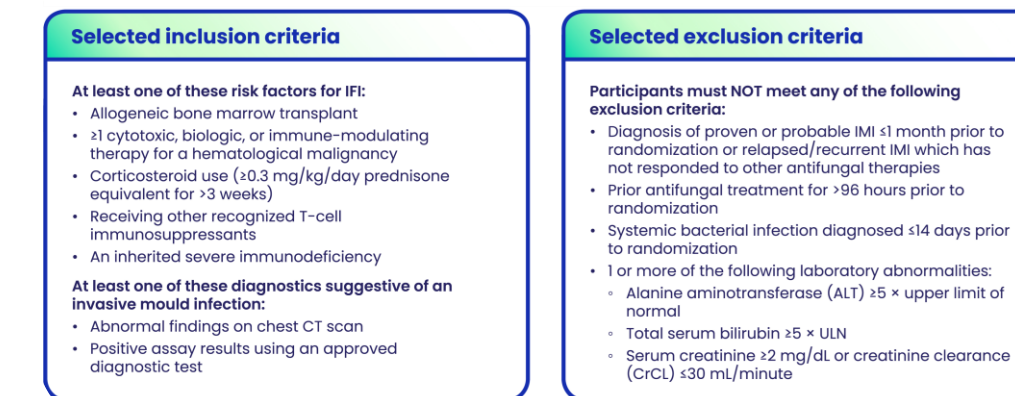 Selected inclusion criteria
At least one of these risk factors for IFI:
• Allogeneic bone marrow transplant
• ≥1 cytotoxic, biologic, or immune-modulating
therapy for a hematological malignancy
• Corticosteroid use (≥0.3 mg/kg/day prednisone
equivalent for >3 weeks)
• Receiving other recognized T-cell
immunosuppressants
• An inherited severe immunodeficiency
At least one of these diagnostics suggestive of an
invasive mould infection:
• Abnormal findings on chest CT scan
• Positive assay results using an approved
diagnostic test
Selected exclusion criteria
Participants must NOT meet any of the following
exclusion criteria:
• Diagnosis of proven or probable IMI ≤1 month prior to
randomization or relapsed/recurrent IMI which has
not responded to other antifungal therapies
• Prior antifungal treatment for >96 hours prior to
randomization
• Systemic bacterial infection diagnosed ≤14 days prior
to randomization
• 1 or more of the following laboratory abnormalities:
◦ Alanine aminotransferase (ALT) ≥5 × upper limit of
normal
◦ Total serum bilirubin ≥5 × ULN
◦ Serum creatinine ≥2 mg/dL or creatinine clearance
(CrCL) ≤30 mL/minute